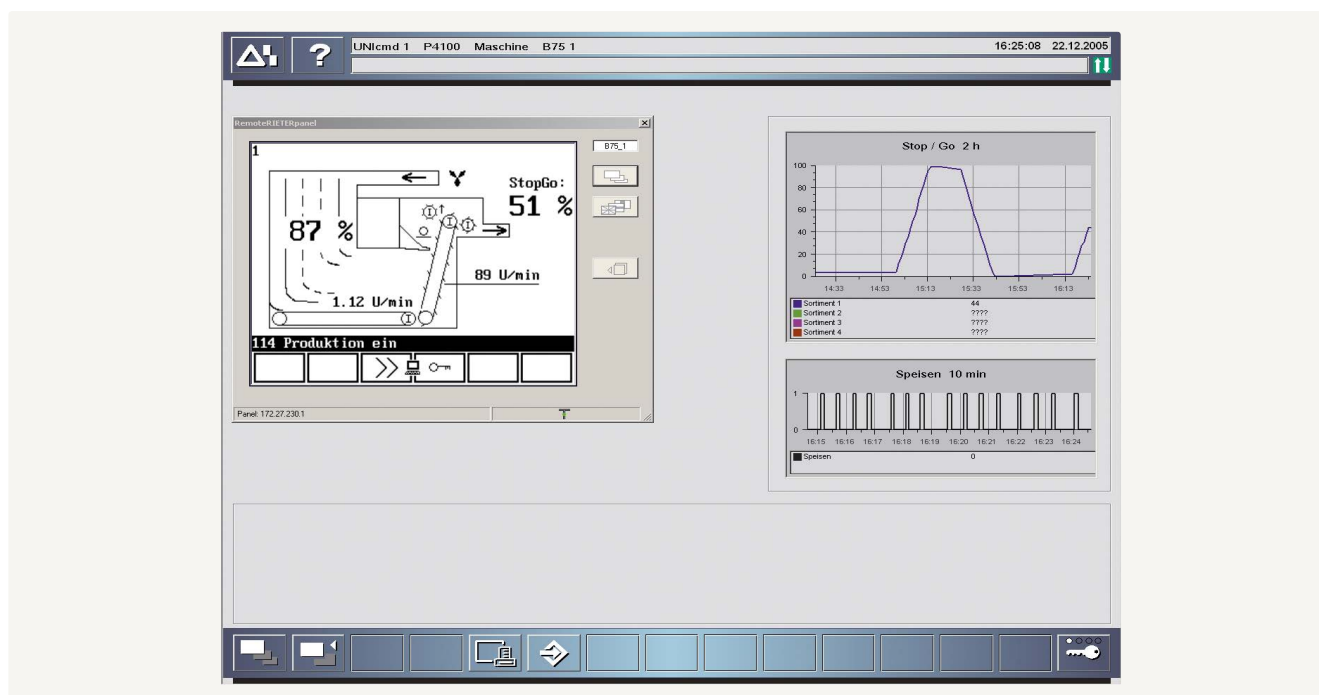 ?
UNIcmd 1 P4100 Maschine B75 1 16:25:08 22.12.2005
RemoteRIETERpanel
B75_1
1
StopGo:
51 %
87 %
89 U/min
1.12 U/min
114 Produktion ein
Panel: 172.27.230.1 T
Stop / Go 2 h
100
80
60
40
20
0
14:33 14:53 15:13 15:33 15:53 16:13
Sortiment 1 44
Sortiment 2 ????
Sortiment 3 ????
Sortiment 4 ????
Speisen 10 min
1
0
16:15 16:16 16:17 16:18 16:19 16:20 16:21 16:22 16:23 16:24
Speisen 0